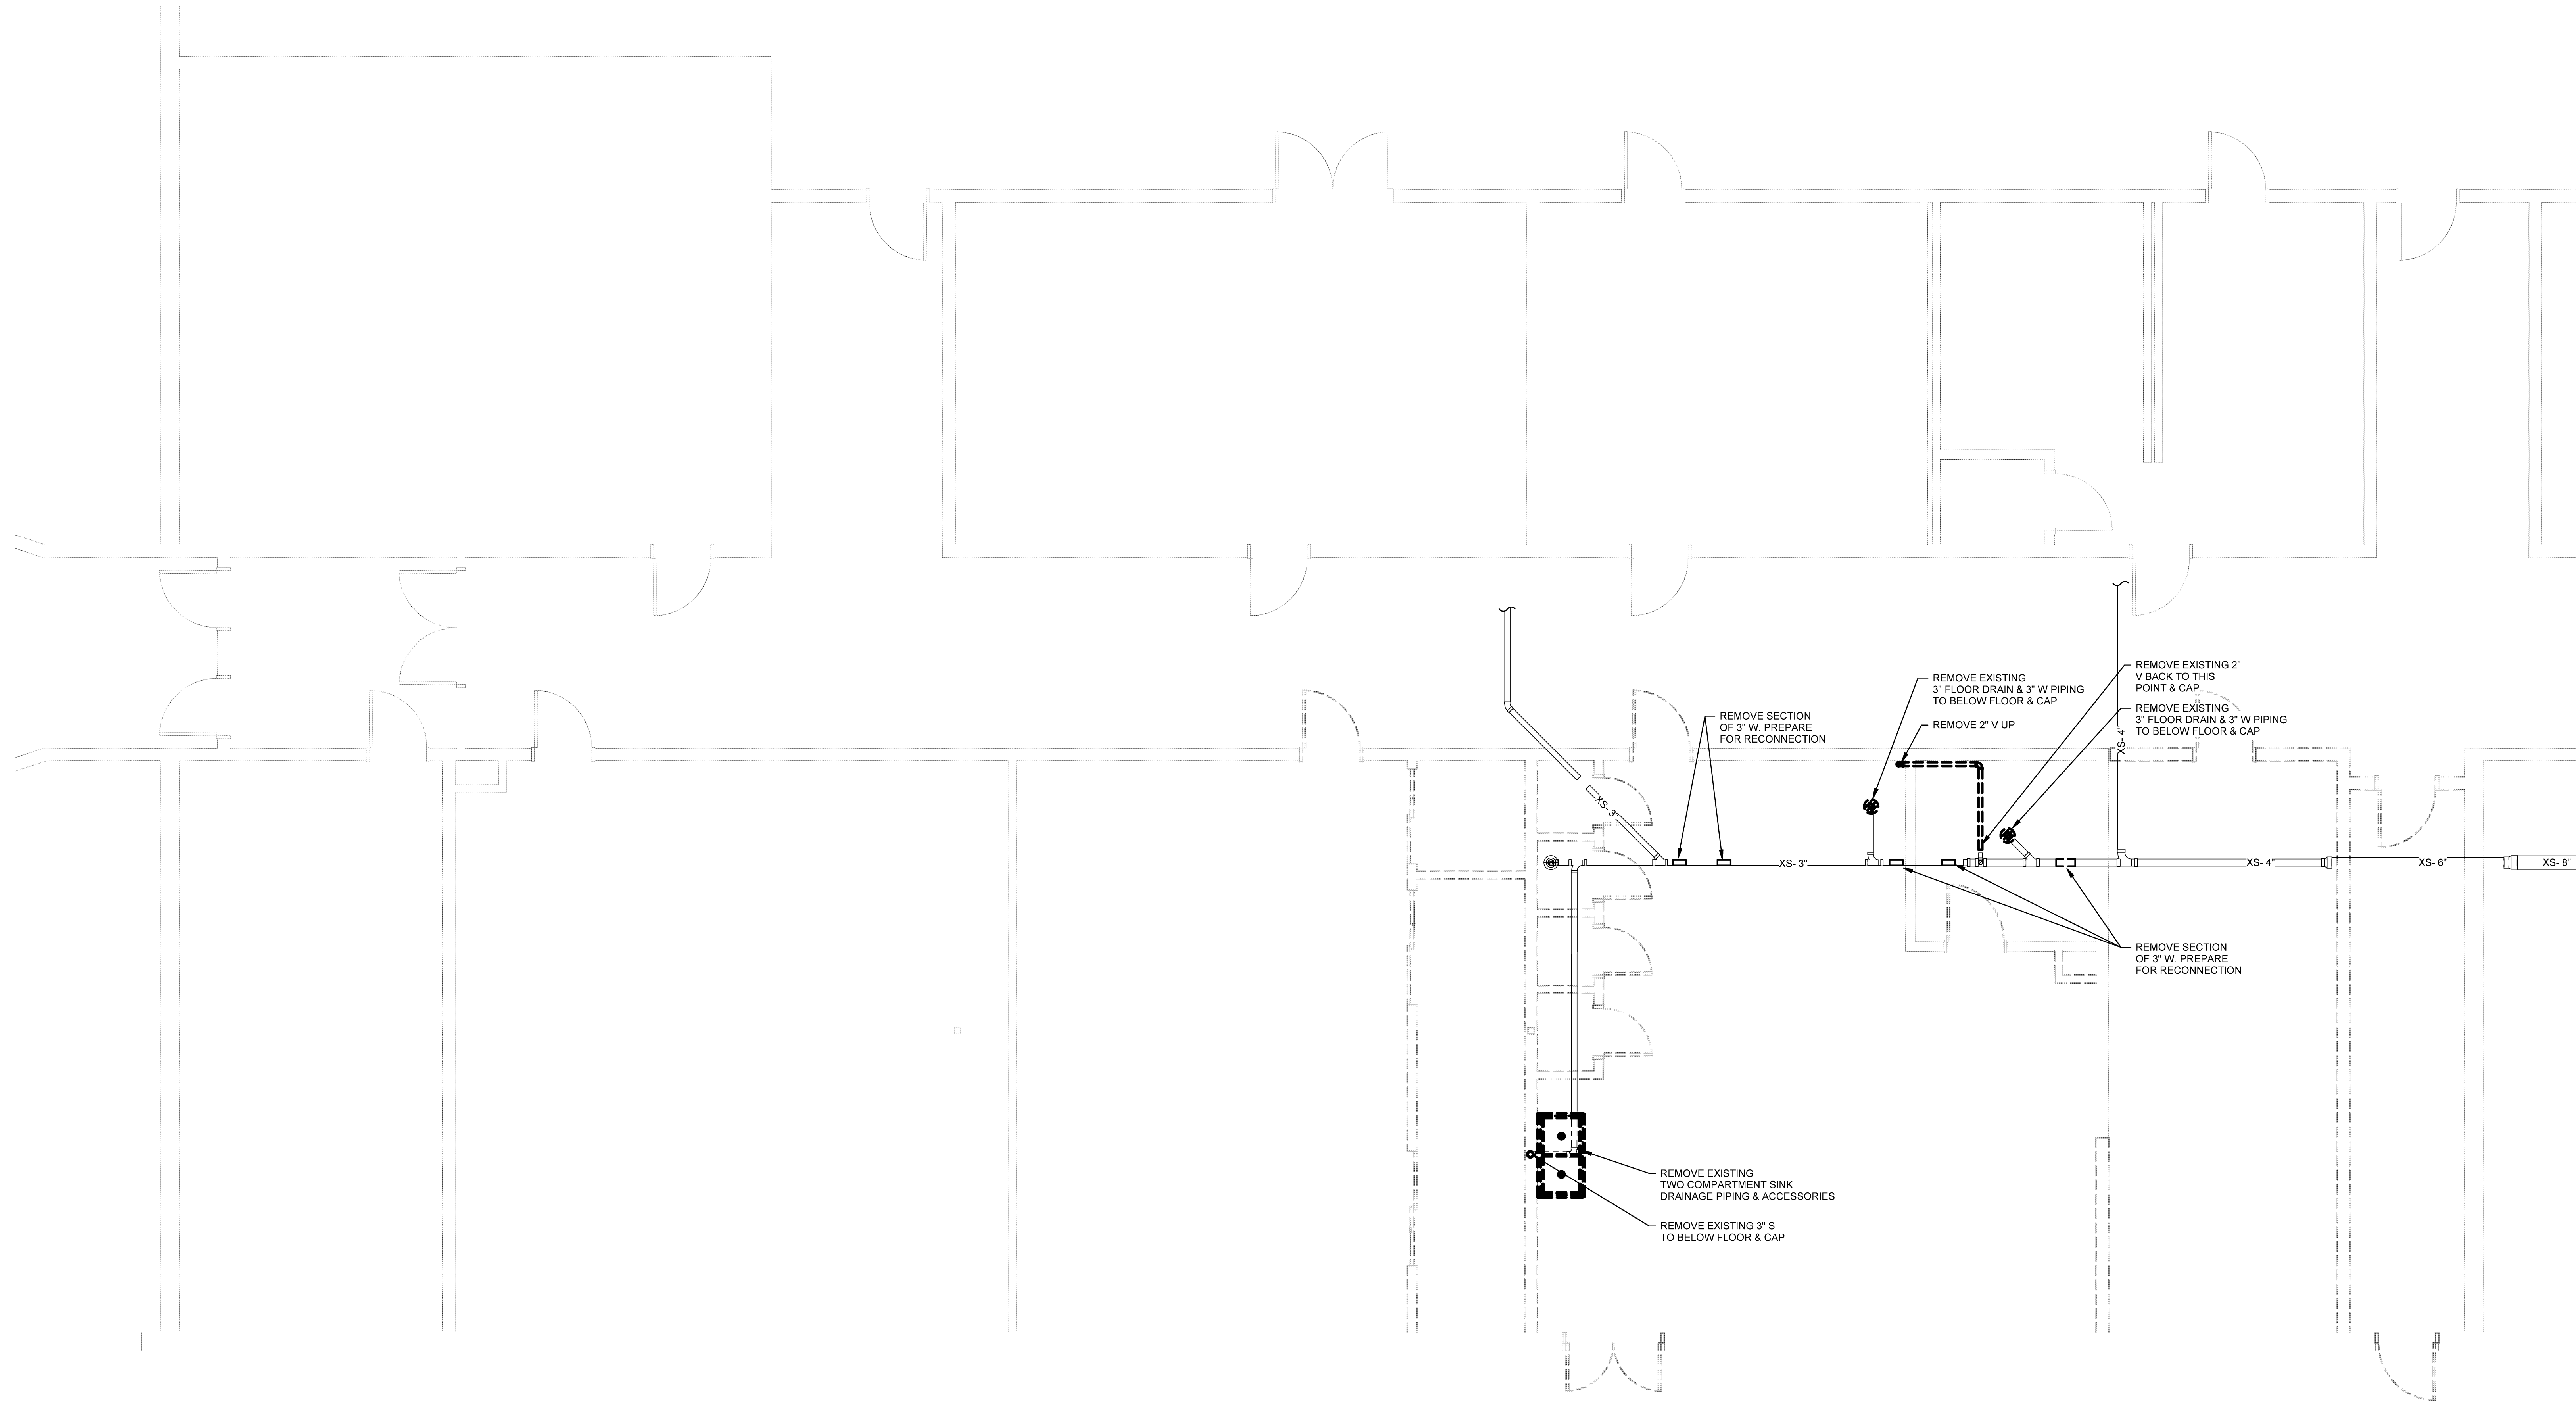 REMOVE EXISTING 2"
V BACK TO THIS
POINT & CAP
REMOVE EXISTING
3" FLOOR DRAIN & 3" W PIPING
TO BELOW FLOOR & CAP
REMOVE EXISTING
3" FLOOR DRAIN & 3" W PIPING
TO BELOW FLOOR & CAP
REMOVE SECTION
OF 3" W. PREPARE
FOR RECONNECTION
REMOVE 2" V UP
XS- 4"
XS- 3"
XS- 3"
XS- 4"
XS- 6"
XS- 8"
REMOVE SECTION
OF 3" W. PREPARE
FOR RECONNECTION
REMOVE EXISTING
TWO COMPARTMENT SINK
DRAINAGE PIPING & ACCESSORIES
REMOVE EXISTING 3" S
TO BELOW FLOOR & CAP